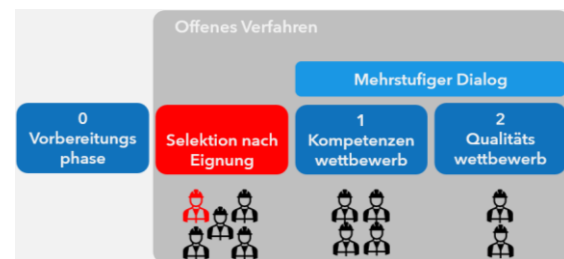 Offenes Verfahren
Mehrstufiger Dialog
0
Vorbereitungs
phase
Selektion nach
Eignung
1
Kompetenzen
wettbewerb
2
Qualitäts
wettbewerb